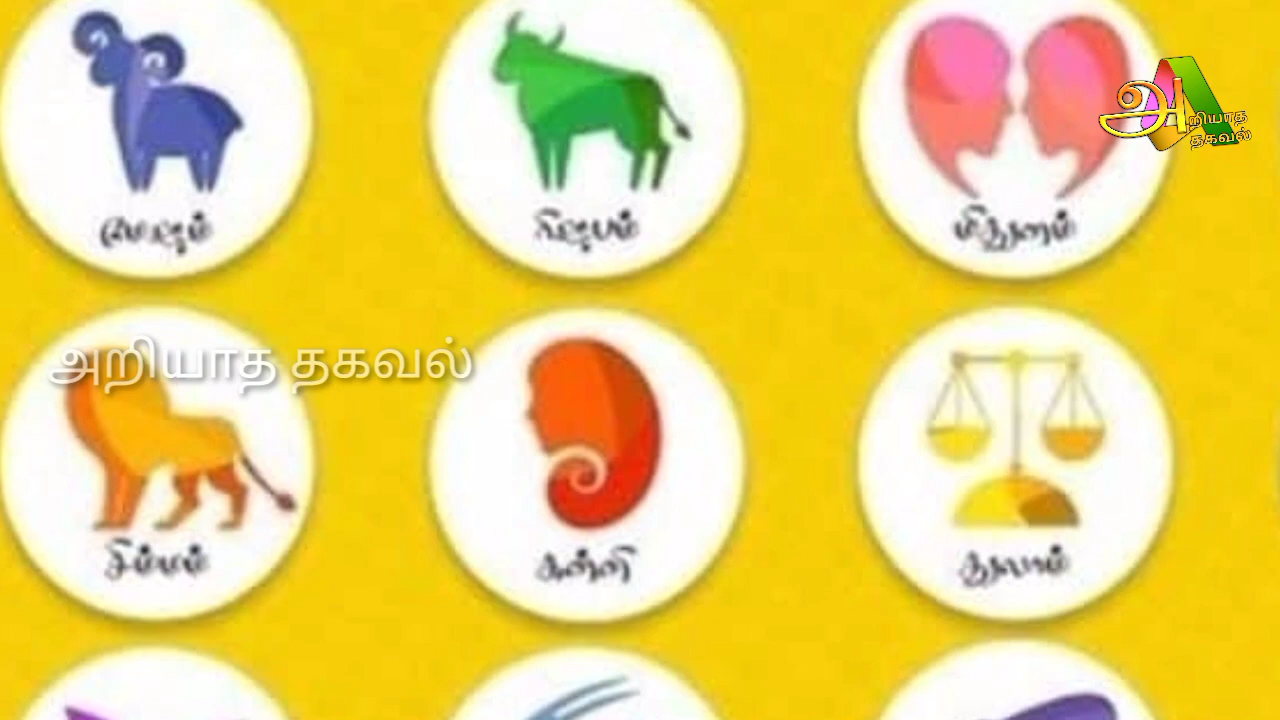 அறியாத
தகவல்
மேஷம்
ரிஷபம்
மிதுனம்
அறியாத தகவல்
சிம்மம்
கன்னி
துலாம்